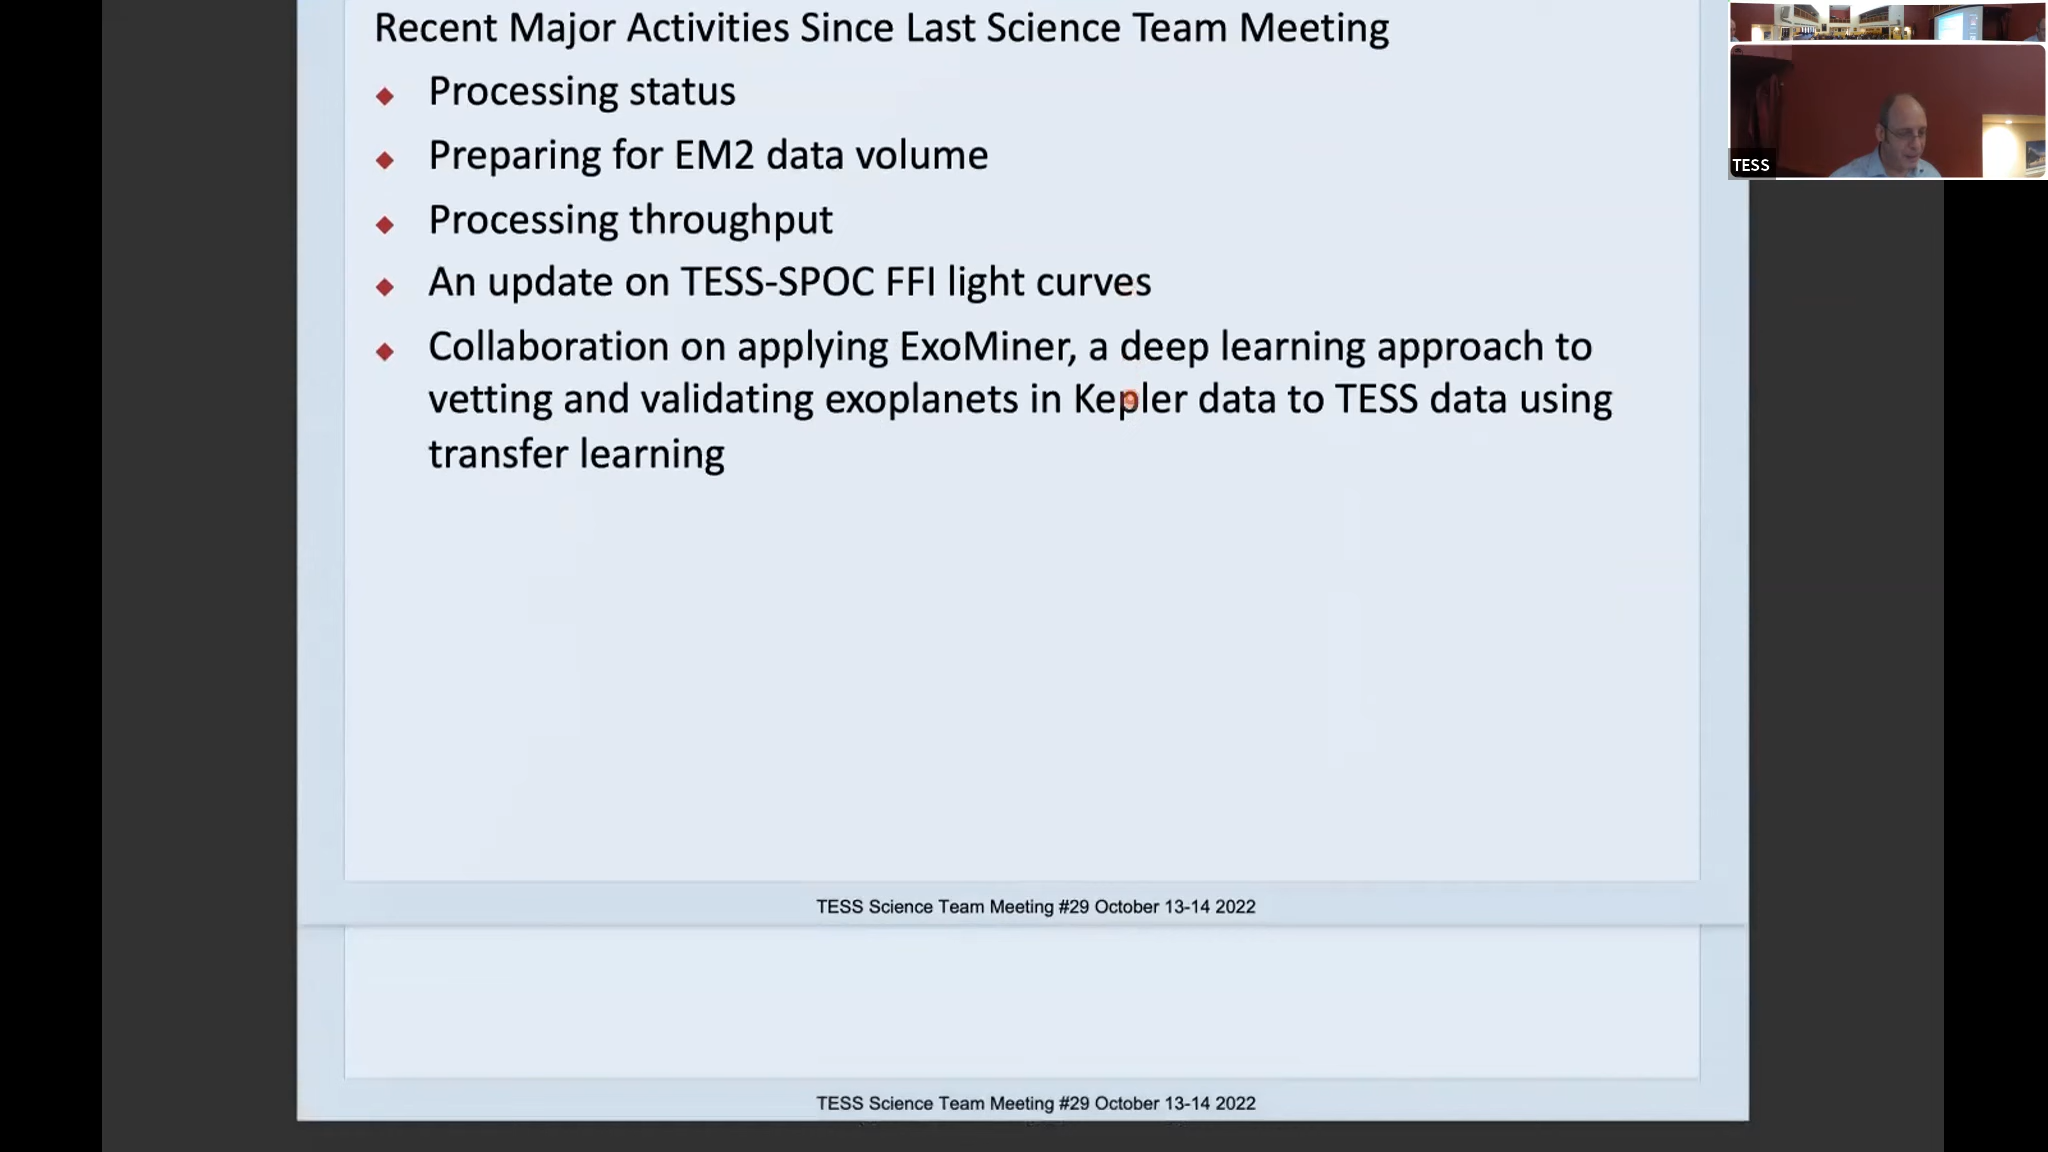 Recent Major Activities Since Last Science Team Meeting
Processing status
Preparing for EM2 data volume
Processing throughput
An update on TESS-SPOC FFI light curves
Collaboration on applying ExoMiner, a deep learning approach to
vetting and validating exoplanets in Kepler data to TESS data using
transfer learning
TESS Science Team Meeting #29 October 13-14 2022
TESS Science Team Meeting #29 October 13-14 2022
TESS